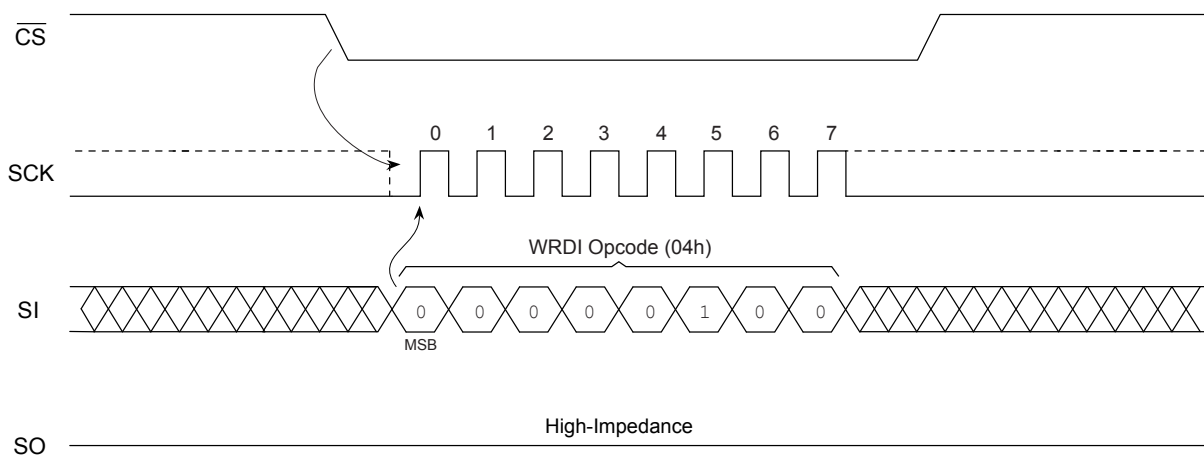 CS
0 1 2 3 4 5 6 7
SCK
WRDI Opcode (04h)
SI
0 0 0 0 0 1 0 0
MSB
High-Impedance
SO